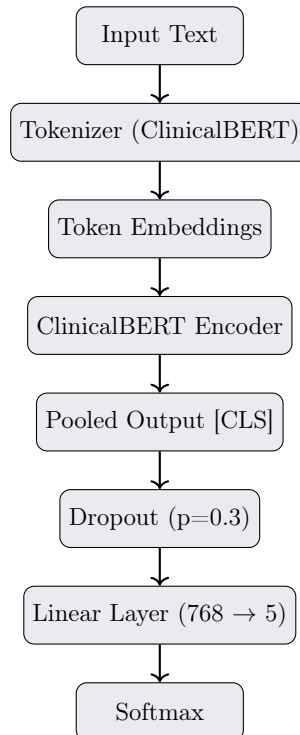 Input Text
Tokenizer (ClinicalBERT)
Token Embeddings
ClinicalBERT Encoder
Pooled Output [CLS]
Dropout (p=0.3)
Linear Layer (768 → 5)
Softmax